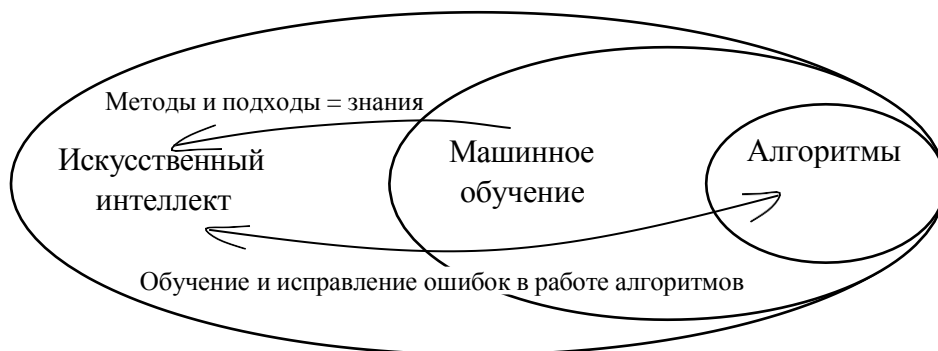 Методы и подходы = знания
Искусственный
интеллект
Машинное
обучение
Алгоритмы
Обучение и исправление ошибок в работе алгоритмов